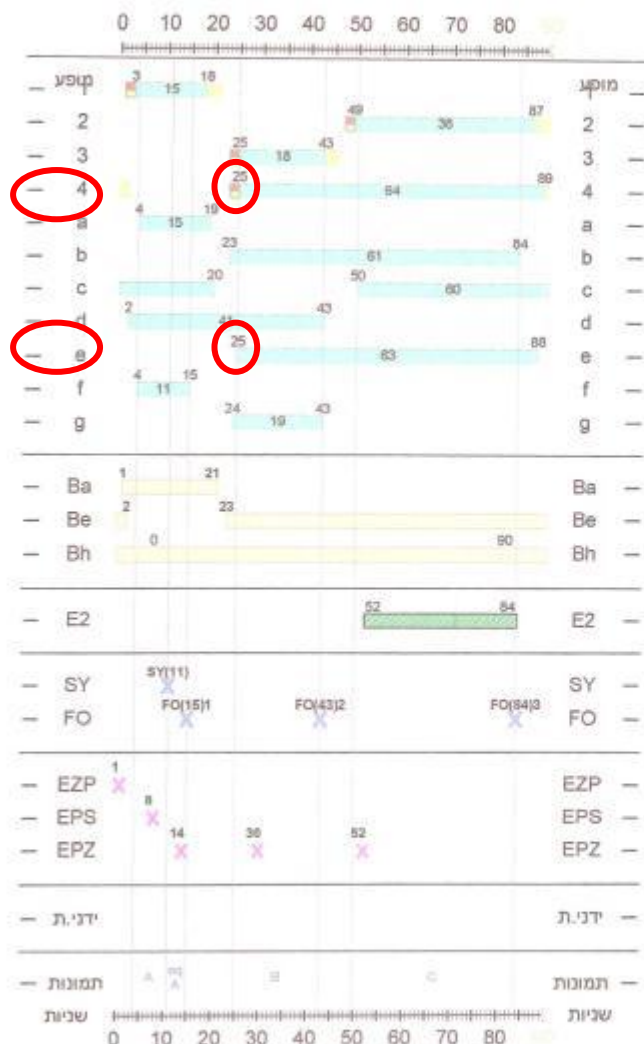 0 10 20 30 40 50 60 70 80 90
מופע 3 15 18 מופע
2 49 36 87 2
3 25 18 43 3
4 25 64 89 4
a 4 15 19 a
b 23 61 84 b
c 20 50 60 c
d 2 41 43 d
e 25 63 88 e
f 4 11 15 f
g 24 19 43 g
Ba 1 21 Ba
Be 2 23 Be
Bh 0 90 Bh
E2 52 84 E2
SY SY(11) SY
FO FO(15)1 FO(43)2 FO(84)3 FO
EZP 1 EZP
EPS 8 EPS
EPZ 14 36 52 EPZ
ידני.ת ידני.ת
תמונות A A B C תמונות
שניות 0 10 20 30 40 50 60 70 80 שניות